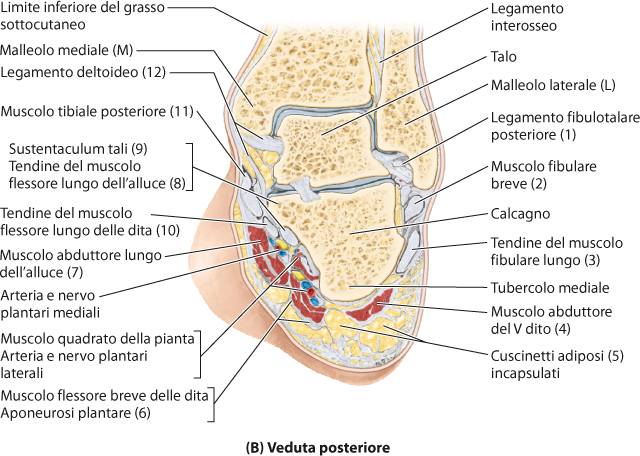 Limite inferiore del grasso
sottocutaneo
Malleolo mediale (M)
Legamento deltoideo (12)
Muscolo tibiale posteriore (11)
Sustentaculum tali (9)
Tendine del muscolo
flessore lungo dell’alluce (8)
Tendine del muscolo
flessore lungo delle dita (10)
Muscolo abduttore lungo
dell’alluce (7)
Arteria e nervo
plantari mediali
Muscolo quadrato della pianta
Arteria e nervo plantari
laterali
Muscolo flessore breve delle dita
Aponeurosi plantare (6)
Legamento
interosseo
Talo
Malleolo laterale (L)
Legamento fibulotalare
posteriore (1)
Muscolo fibulare
breve (2)
Calcagno
Tendine del muscolo
fibulare lungo (3)
Tubercolo mediale
Muscolo abduttore
del V dito (4)
Cuscinetti adiposi (5)
incapsulati
(B) Veduta posteriore